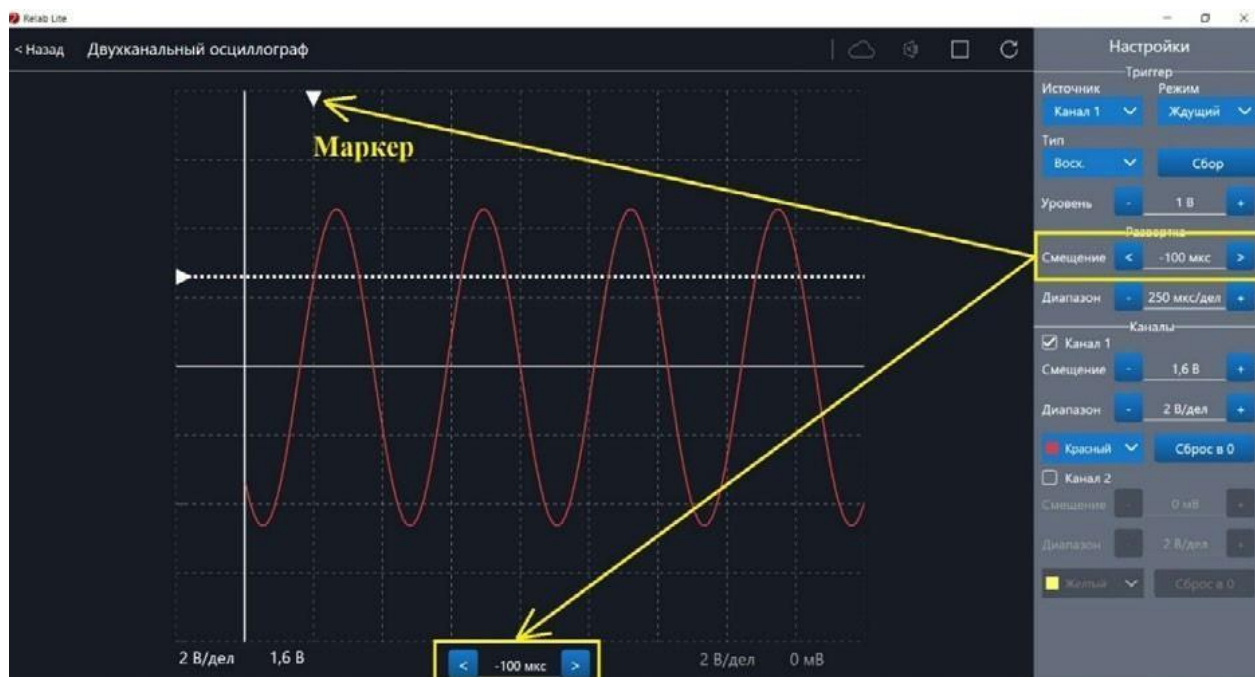 Relab Lite
< Назад Двухканальный осциллограф
Настройки
Триггер
Источник Режим
Канал 1 Ждущий
Тип
Восх. Сбор
Уровень - 1 В +
Развертка
Смещение < -100 мкс >
Диапазон - 250 мкс/дел +
Каналы
Канал 1
Смещение - 1,6 В +
Диапазон - 2 В/дел +
Красный Сброс в 0
Канал 2
Смещение - 0 мВ +
Диапазон - 2 В/дел +
Желтый Сброс в 0
Маркер
2 В/дел 1,6 В < -100 мкс > 2 В/дел 0 мВ